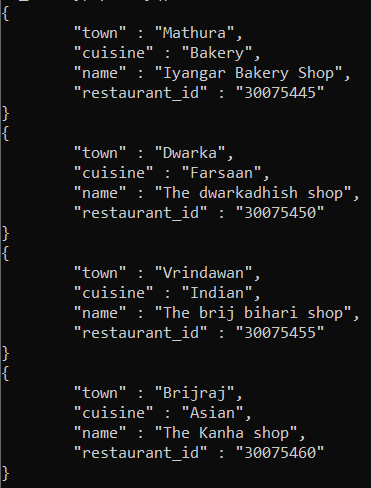 {
"town" : "Mathura",
"cuisine" : "Bakery",
"name" : "Iyangar Bakery Shop",
"restaurant_id" : "30075445"
}
{
"town" : "Dwarka",
"cuisine" : "Farsaan",
"name" : "The dwarkadhish shop",
"restaurant_id" : "30075450"
}
{
"town" : "Vrindawan",
"cuisine" : "Indian",
"name" : "The brij bihari shop",
"restaurant_id" : "30075455"
}
{
"town" : "Brijraj",
"cuisine" : "Asian",
"name" : "The Kanha shop",
"restaurant_id" : "30075460"
}